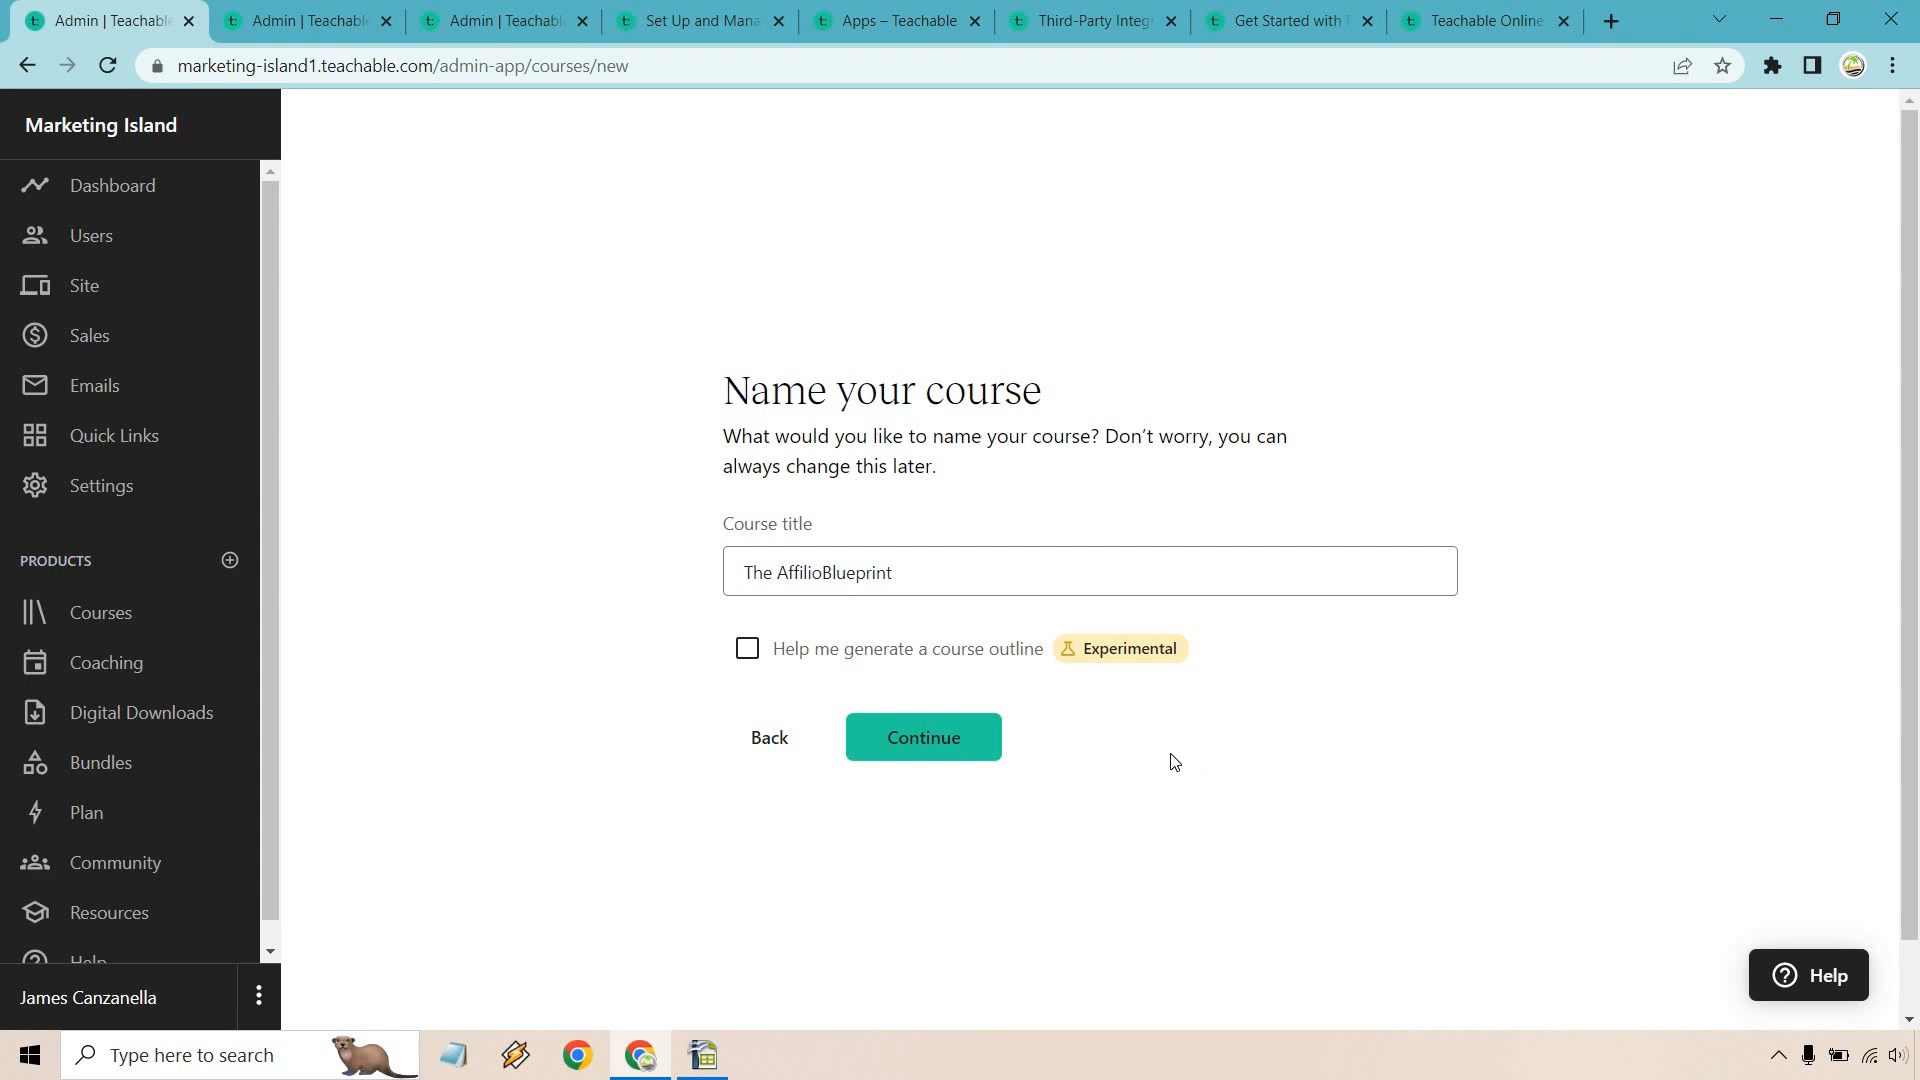 Admin | Teachable
Admin | Teachable
Admin | Teachable
Set Up and Mana
Apps – Teachable
Third-Party Integ
Get Started with
Teachable Online
marketing-island1.teachable.com/admin-app/courses/new
Marketing Island
Dashboard
Users
Site
Sales
Emails
Quick Links
Settings
PRODUCTS
Courses
Coaching
Digital Downloads
Bundles
Plan
Community
Resources
Help
James Canzanella
Name your course
What would you like to name your course? Don’t worry, you can
always change this later.
Course title
The AffilioBlueprint
Help me generate a course outline
Experimental
Back
Continue
Help
Type here to search